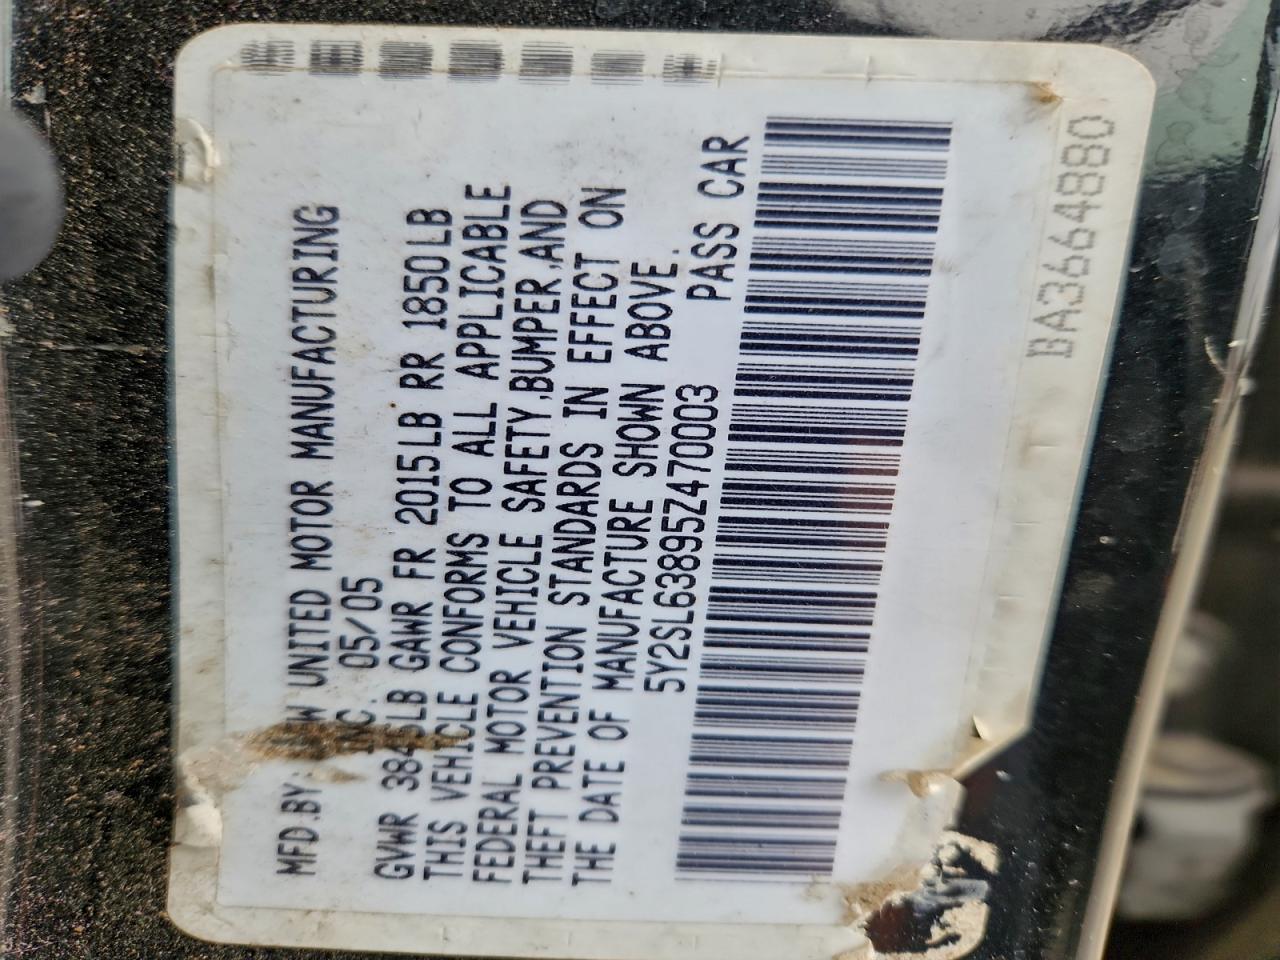 MFD.BY. UNITED MOTOR MANUFACTURING
INC. 05/05
GVWR 3845LB GAWR FR 2015LB RR 1850LB
THIS VEHICLE CONFORMS TO ALL APPLICABLE
FEDERAL MOTOR VEHICLE SAFETY,BUMPER,AND
THEFT PREVENTION STANDARDS IN EFFECT ON
THE DATE OF MANUFACTURE SHOWN ABOVE.
5Y2SL63895Z470003 PASS CAR
DA3664880